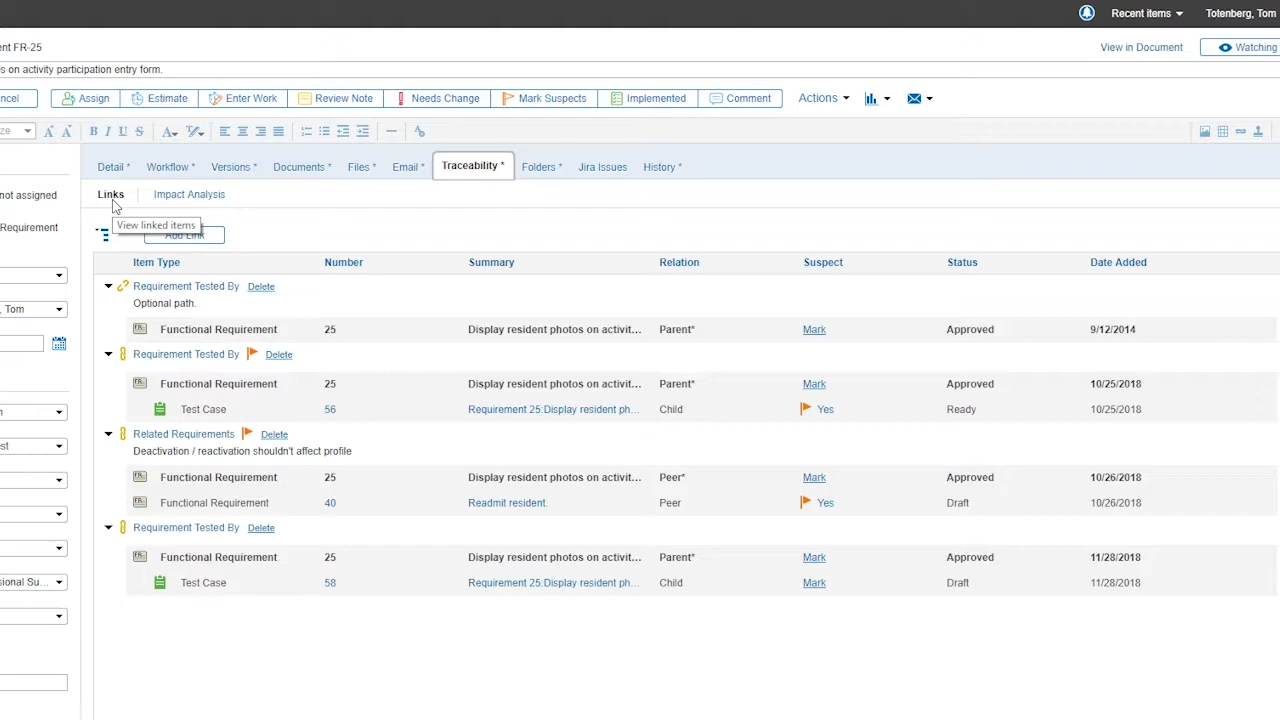 Recent items Totenberg, Tom
ent FR-25 View in Document Watching
s on activity participation entry form.
ncel Assign Estimate Enter Work Review Note Needs Change Mark Suspects Implemented Comment Actions
ze A A B I U S A
Detail * Workflow * Versions * Documents * Files * Email * Traceability * Folders * Jira Issues History *
not assigned Links Impact Analysis
View linked items
Requirement Add Link
Item Type Number Summary Relation Suspect Status Date Added
Requirement Tested By Delete
Optional path.
, Tom Functional Requirement 25 Display resident photos on activit... Parent* Mark Approved 9/12/2014
Requirement Tested By Delete
Functional Requirement 25 Display resident photos on activit... Parent* Mark Approved 10/25/2018
n Test Case 56 Requirement 25:Display resident ph... Child Yes Ready 10/25/2018
Related Requirements Delete
st Deactivation / reactivation shouldn't affect profile
Functional Requirement 25 Display resident photos on activit... Peer* Mark Approved 10/26/2018
Functional Requirement 40 Readmit resident. Peer Yes Draft 10/26/2018
Requirement Tested By Delete
Functional Requirement 25 Display resident photos on activit... Parent* Mark Approved 11/28/2018
sional Su... Test Case 58 Requirement 25:Display resident ph... Child Mark Draft 11/28/2018